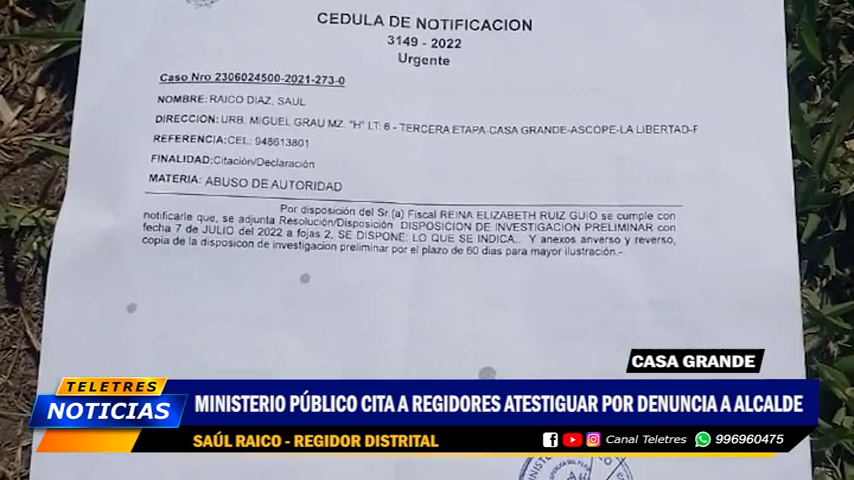 CEDULA DE NOTIFICACION
3149 - 2022
Urgente
Caso Nro 2306024500-2021-273-0
NOMBRE: RAICO DIAZ, SAUL
DIRECCION: URB. MIGUEL GRAU MZ. "H" LT: 6 - TERCERA ETAPA-CASA GRANDE-ASCOPE-LA LIBERTAD-P
REFERENCIA:CEL: 948613801
FINALIDAD:Citación/Declaración
MATERIA: ABUSO DE AUTORIDAD
Por disposición del Sr.(a) Fiscal REINA ELIZABETH RUIZ GUIO se cumple con
notificarle que, se adjunta Resolución/Disposición DISPOSICION DE INVESTIGACION PRELIMINAR con
fecha 7 de JULIO del 2022 a fojas 2, SE DISPONE: LO QUE SE INDICA... Y anexos anverso y reverso,
copia de la disposicon de investigacion preliminar por el plazo de 60 dias para mayor ilustración.-
CASA GRANDE
TELETRES
NOTICIAS
MINISTERIO PÚBLICO CITA A REGIDORES ATESTIGUAR POR DENUNCIA A ALCALDE
SAÚL RAICO - REGIDOR DISTRITAL
Canal Teletres
996960475